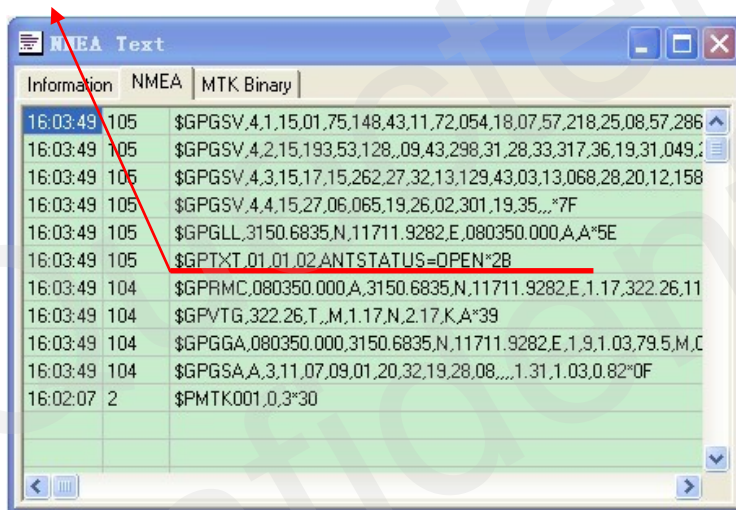 NMEA Text
Information NMEA MTK Binary
16:03:49 105 $GPGSV,4,1,15,01,75,148,43,11,72,054,18,07,57,218,25,08,57,286
16:03:49 105 $GPGSV,4,2,15,193,53,128,,09,43,298,31,28,33,317,36,19,31,049,
16:03:49 105 $GPGSV,4,3,15,17,15,262,27,32,13,129,43,03,13,068,28,20,12,158
16:03:49 105 $GPGSV,4,4,15,27,06,065,19,26,02,301,19,35,,,*7F
16:03:49 105 $GPGLL,3150.6835,N,11711.9282,E,080350.000,A,A*5E
16:03:49 105 $GPTXT,01,01,02,ANTSTATUS=OPEN*2B
16:03:49 104 $GPRMC,080350.000,A,3150.6835,N,11711.9282,E,1.17,322.26,11
16:03:49 104 $GPVTG,322.26,T,,M,1.17,N,2.17,K,A*39
16:03:49 104 $GPGGA,080350.000,3150.6835,N,11711.9282,E,1,9,1.03,79.5,M,
16:03:49 104 $GPGSA,A,3,11,07,09,01,20,32,19,28,08,,,,1.31,1.03,0.82*0F
16:02:07 2 $PMTK001,0,3*30